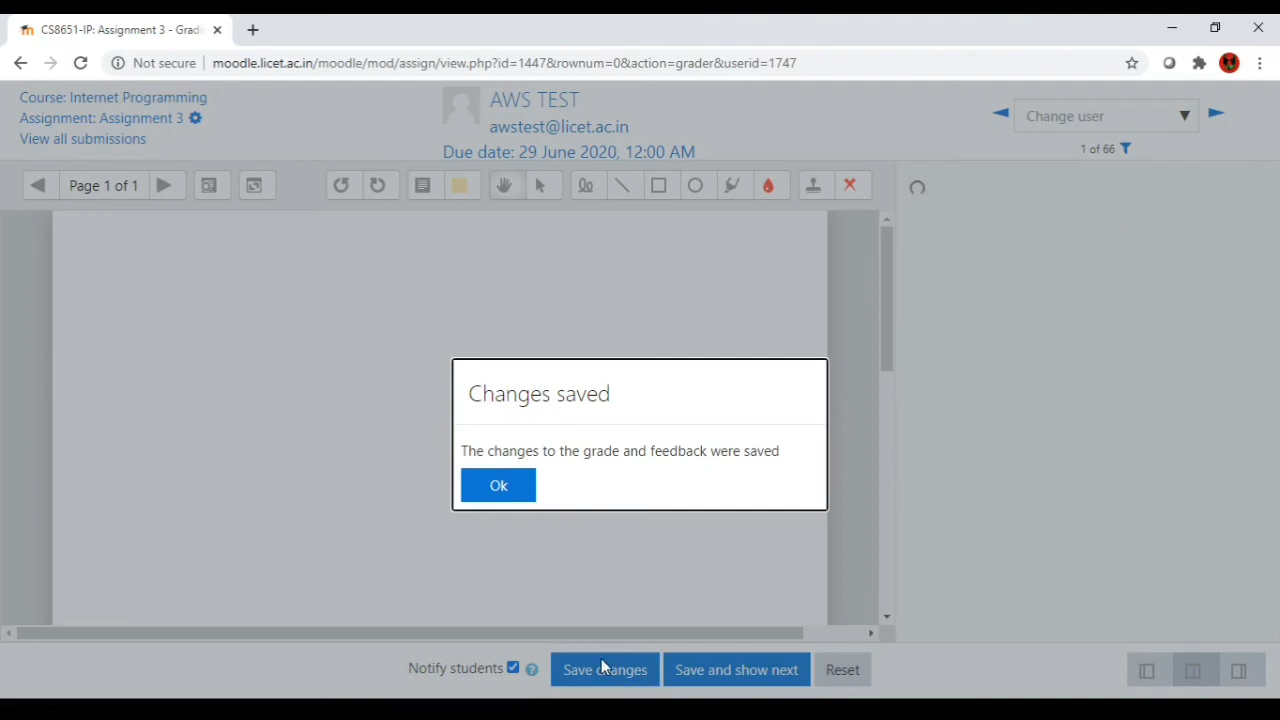 CS8651-IP: Assignment 3 - Gradi
Not secure
moodle.licet.ac.in/moodle/mod/assign/view.php?id=1447&rownum=0&action=grader&userid=1747
Course: Internet Programming
Assignment: Assignment 3
View all submissions
AWS TEST
awstest@licet.ac.in
Due date: 29 June 2020, 12:00 AM
Change user
1 of 66
Page 1 of 1
Changes saved
The changes to the grade and feedback were saved
Ok
Notify students
Save changes
Save and show next
Reset